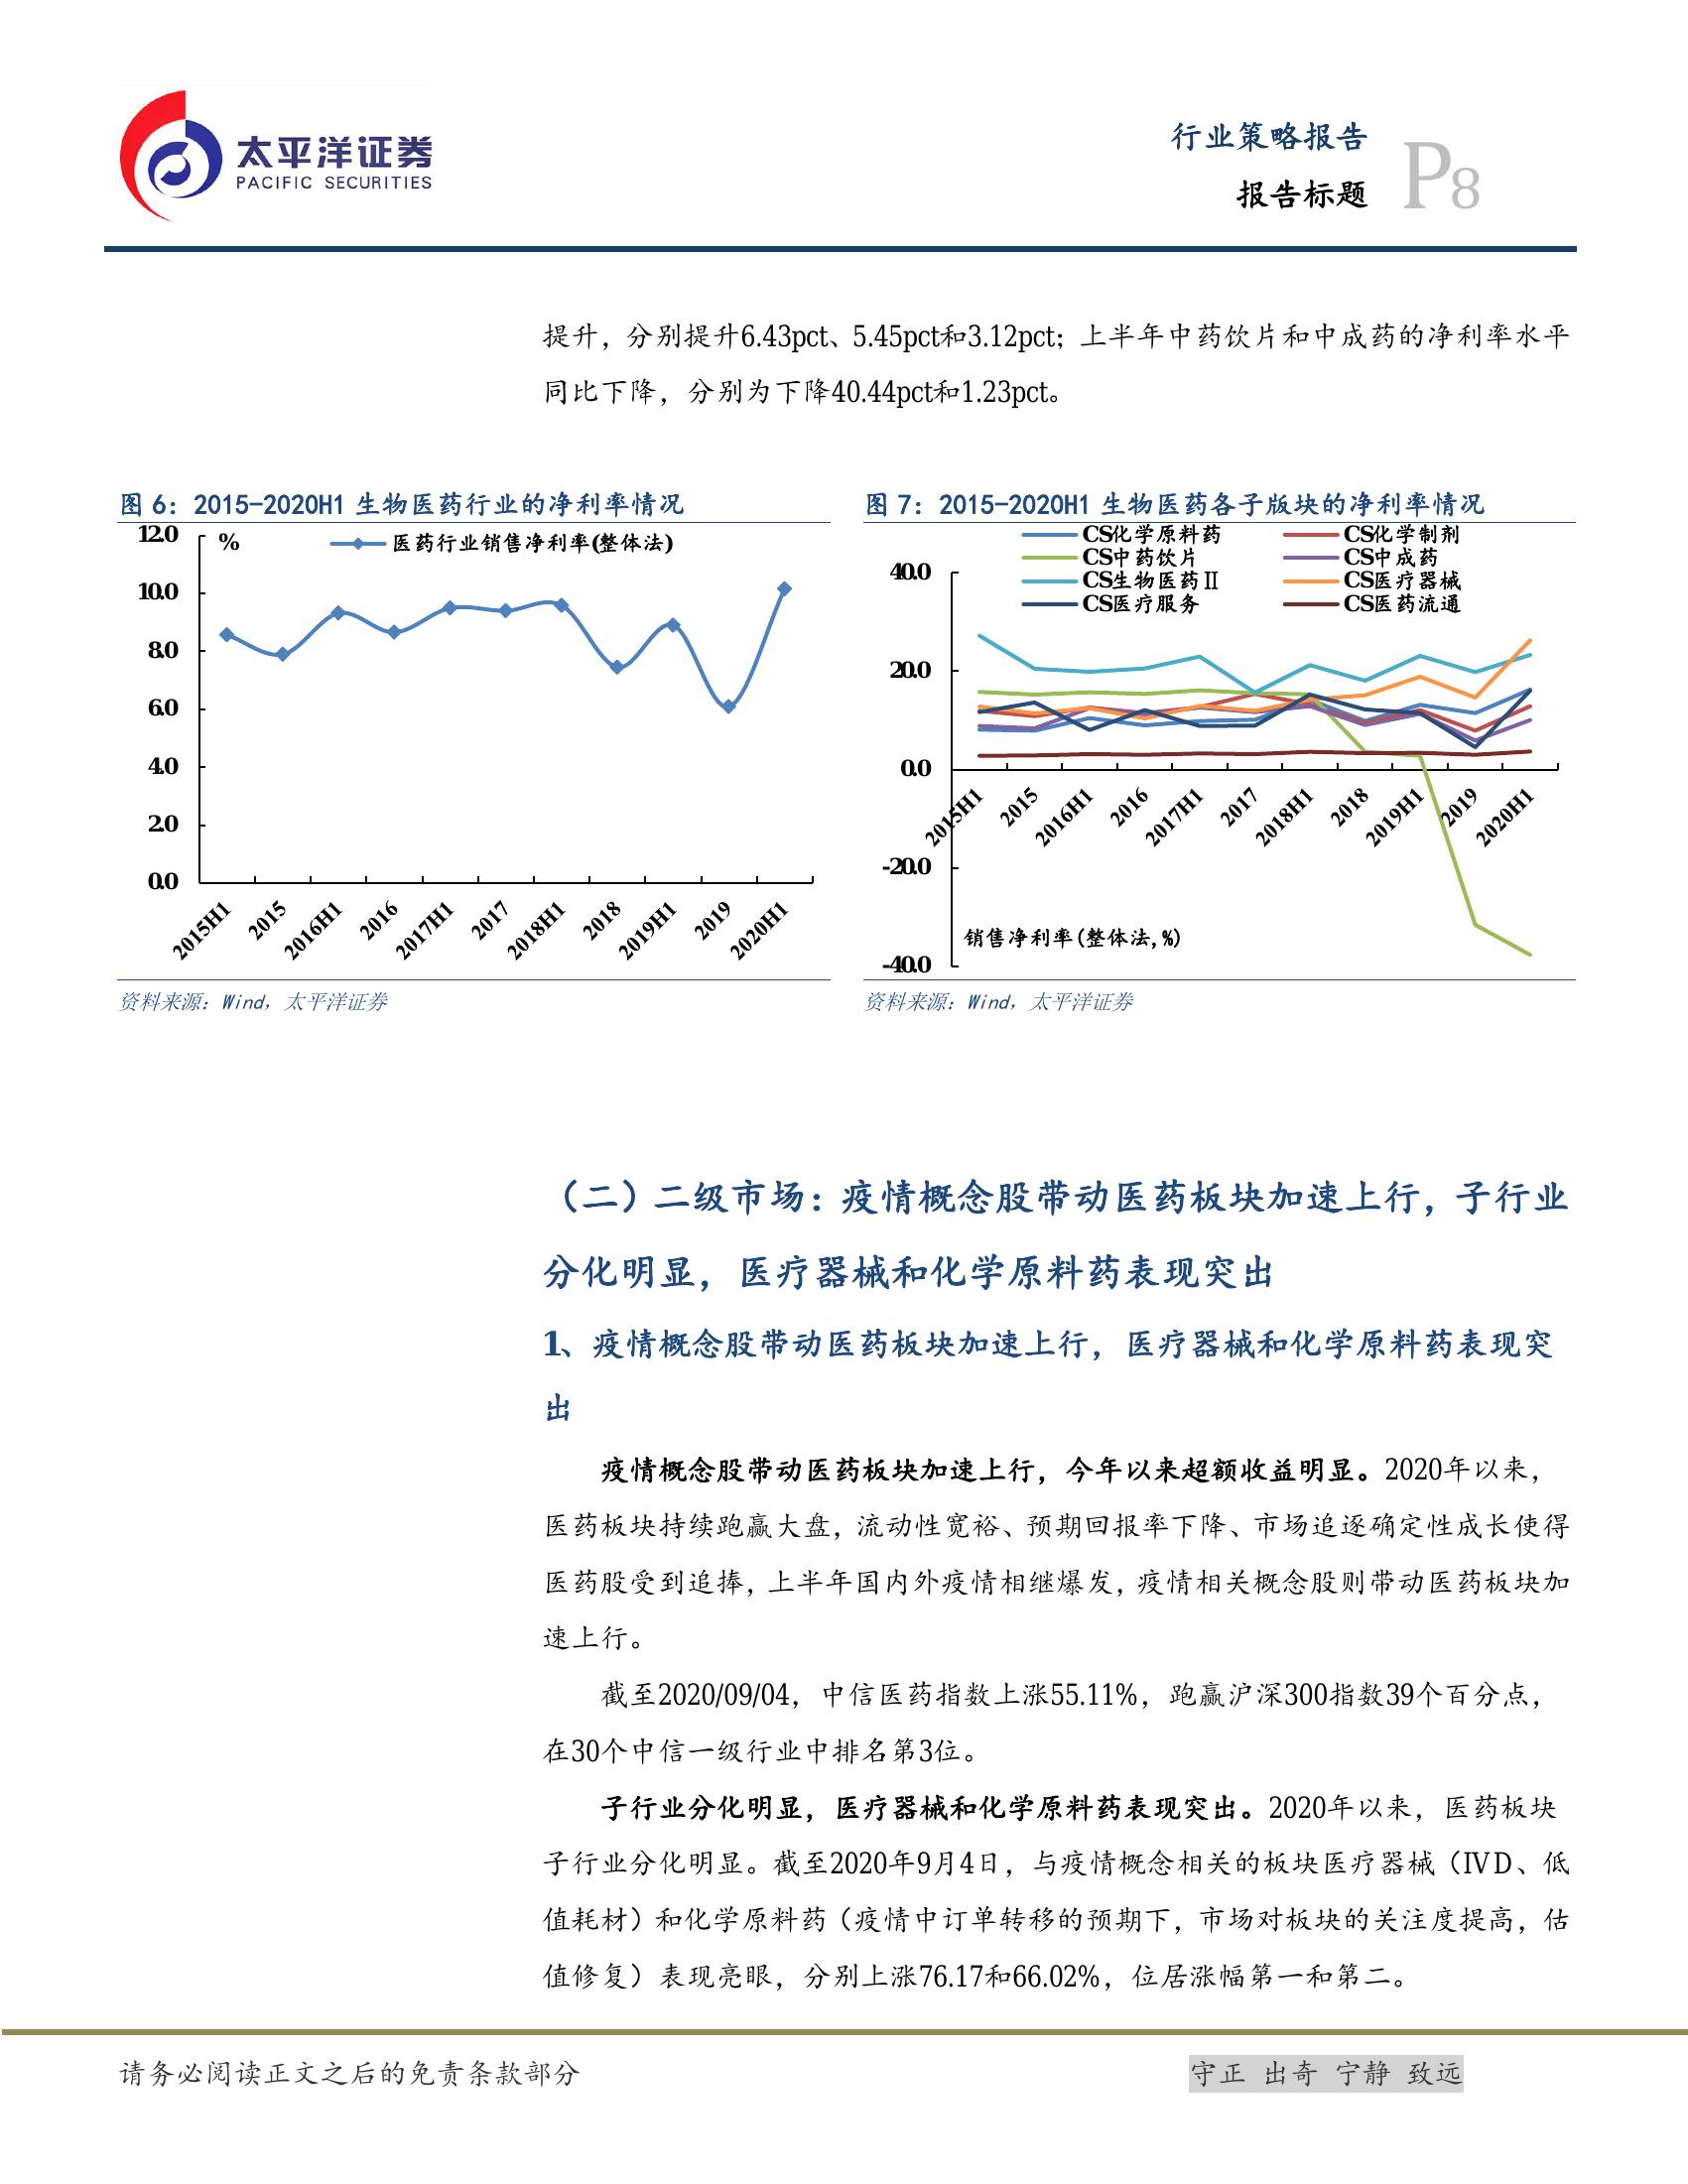 太平洋证券
PACIFIC SECURITIES
行业策略报告
报告标题
P8
提升，分别提升6.43pct、5.45pct和3.12pct；上半年中药饮片和中成药的净利率水平
同比下降，分别为下降40.44pct和1.23pct。
图 6：2015-2020H1 生物医药行业的净利率情况
12.0
10.0
8.0
6.0
4.0
2.0
0.0
%
医药行业销售净利率(整体法)
2015H1
2015
2016H1
2016
2017H1
2017
2018H1
2018
2019H1
2019
2020H1
资料来源：Wind，太平洋证券
图 7：2015-2020H1 生物医药各子版块的净利率情况
CS化学原料药
CS化学制剂
CS中药饮片
CS中成药
CS生物医药Ⅱ
CS医疗器械
CS医疗服务
CS医药流通
40.0
20.0
0.0
-20.0
-40.0
2015H1
2015
2016H1
2016
2017H1
2017
2018H1
2018
2019H1
2019
2020H1
销售净利率(整体法,%)
资料来源：Wind，太平洋证券
（二）二级市场：疫情概念股带动医药板块加速上行，子行业
分化明显，医疗器械和化学原料药表现突出
1、疫情概念股带动医药板块加速上行，医疗器械和化学原料药表现突
出
疫情概念股带动医药板块加速上行，今年以来超额收益明显。2020年以来，
医药板块持续跑赢大盘，流动性宽裕、预期回报率下降、市场追逐确定性成长使得
医药股受到追捧，上半年国内外疫情相继爆发，疫情相关概念股则带动医药板块加
速上行。
截至2020/09/04，中信医药指数上涨55.11%，跑赢沪深300指数39个百分点，
在30个中信一级行业中排名第3位。
子行业分化明显，医疗器械和化学原料药表现突出。2020年以来，医药板块
子行业分化明显。截至2020年9月4日，与疫情概念相关的板块医疗器械（IVD、低
值耗材）和化学原料药（疫情中订单转移的预期下，市场对板块的关注度提高，估
值修复）表现亮眼，分别上涨76.17和66.02%，位居涨幅第一和第二。
请务必阅读正文之后的免责条款部分
守正 出奇 宁静 致远